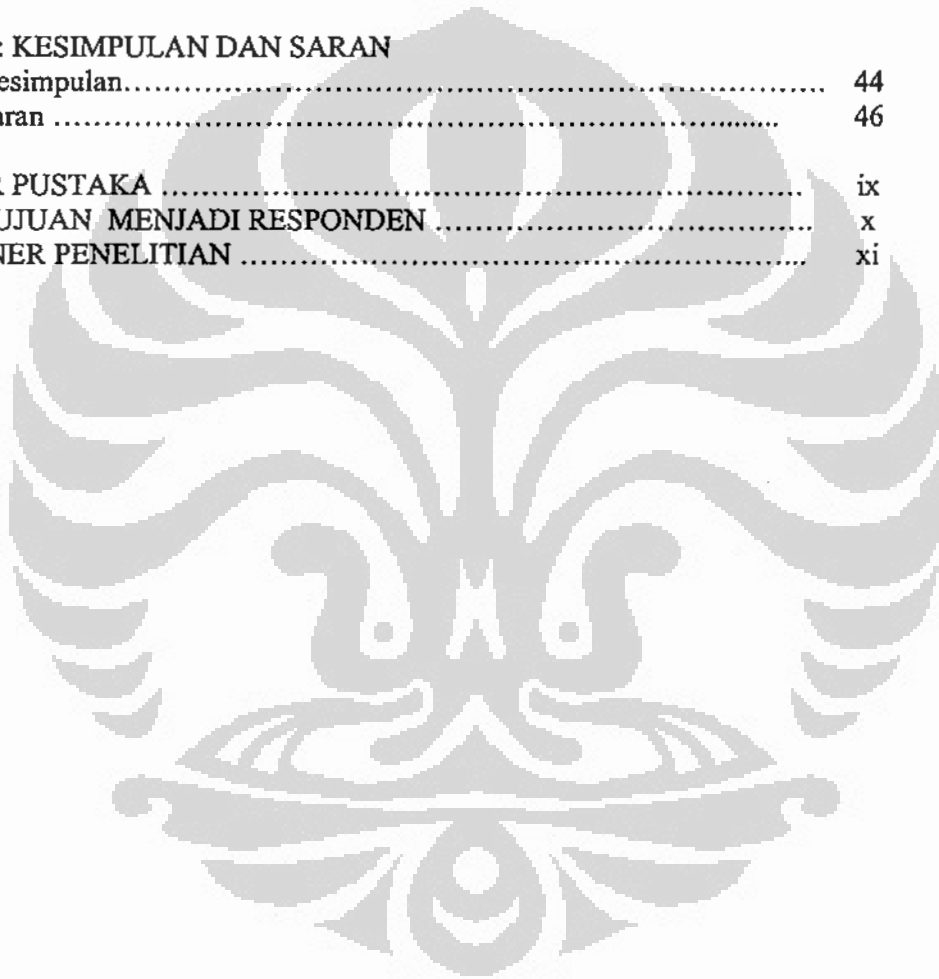 : KESIMPULAN DAN SARAN
esimpulan.................................................................... 44
aran ...................................................................... 46
R PUSTAKA .............................................................. ix
UJUAN MENJADI RESPONDEN ..................................... x
NER PENELITIAN ....................................................... xi